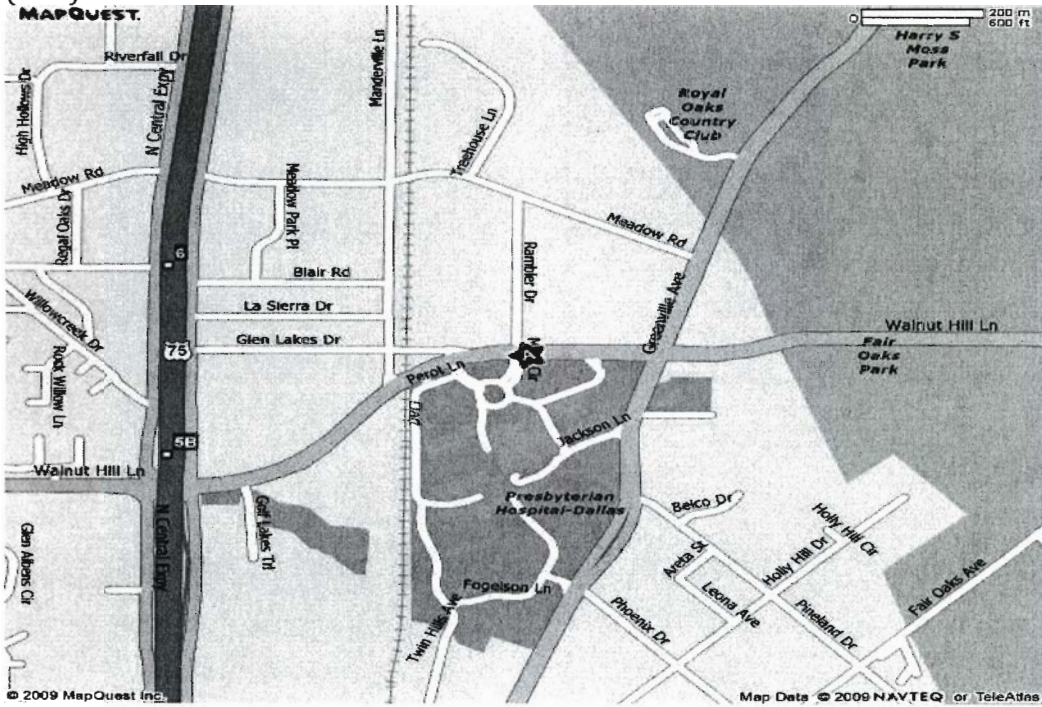 MAPQUEST.
200 m
600 ft
0
Harry S
Moss
Park
Riverfall Dr
High Hollows Dr
N Central Expy
Manderville Ln
Treehouse Ln
Royal
Oaks
Country
Club
Meadow Rd
Regal Oaks Dr
Meadow Park Pl
Meadow Rd
Rambler Dr
6
Blair Rd
La Sierra Dr
Glen Lakes Dr
Greenville Ave
Walnut Hill Ln
Fair
Oaks
Park
Willowcreek Dr
75
Rock Willow Ln
Perot Ln
Cir
Dart
Jackson Ln
5B
Walnut Hill Ln
Golf Lakes Trl
Presbyterian
Hospital-Dallas
Belco Dr
Holly Hill Cir
N Central Expy
Glen Albens Cir
Areta St
Holly Hill Dr
Leona Ave
Fair Oaks Ave
Fogelson Ln
Twin Hills Ave
Phoenix Dr
Pineland Dr
© 2009 MapQuest Inc.
Map Data © 2009 NAVTEQ or TeleAtlas